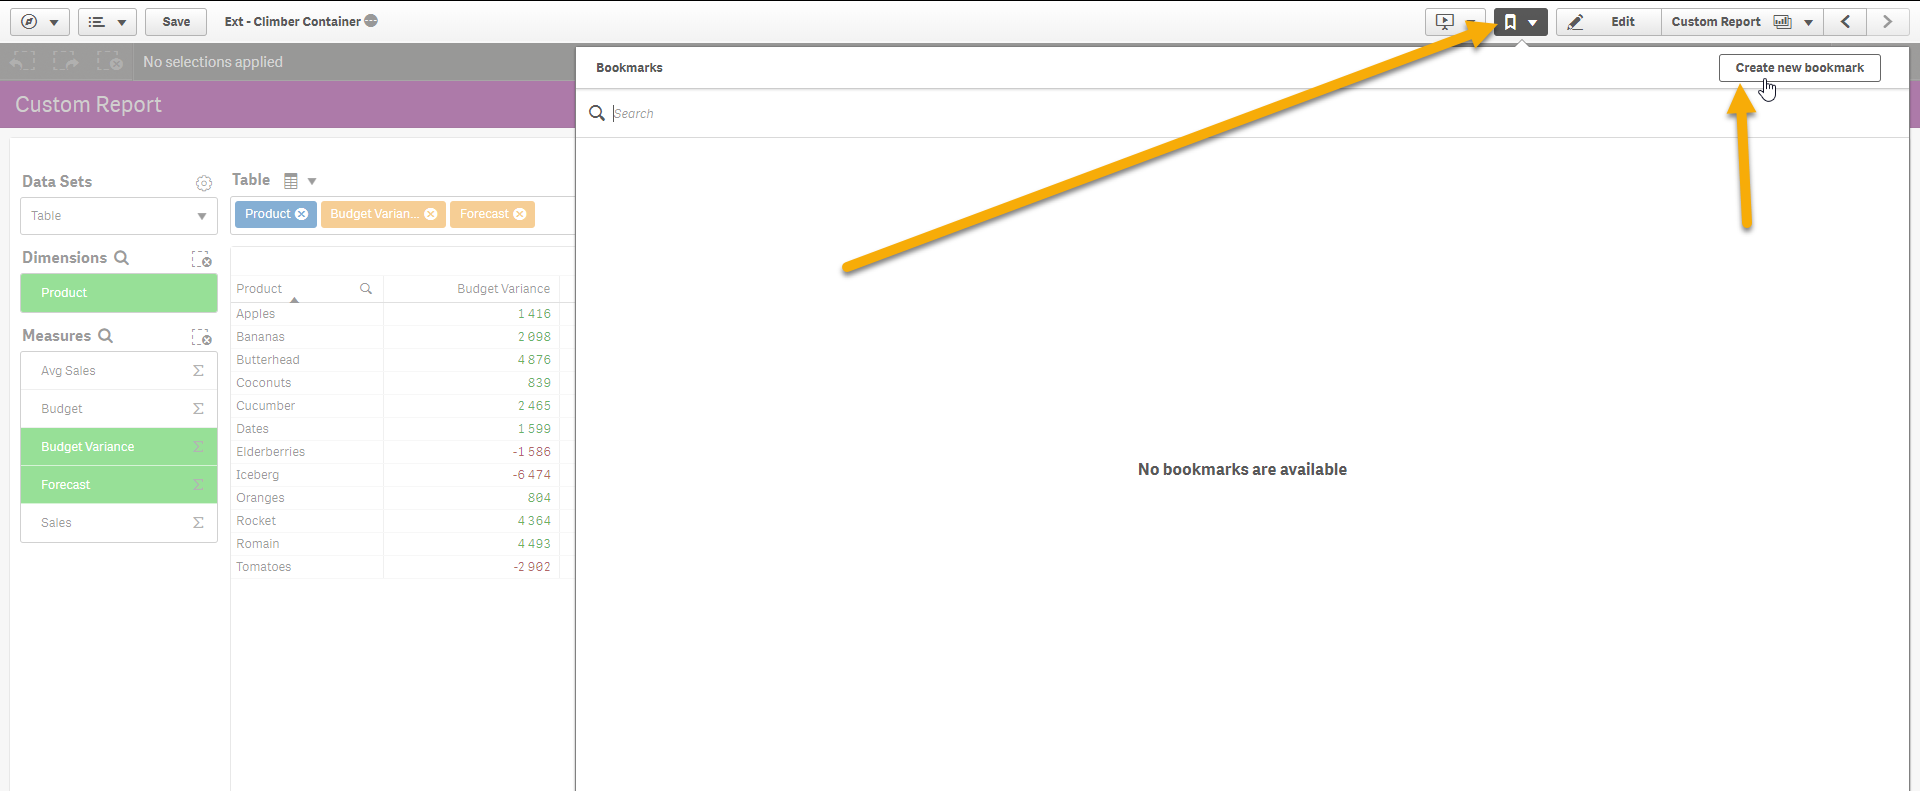 Save
Ext - Climber Container
Edit
Custom Report
No selections applied
Bookmarks
Create new bookmark
Custom Report
Search
Data Sets
Table
Table
Product
Budget Varian...
Forecast
Dimensions
Product
Product
Budget Variance
Apples 1 416
Measures
Bananas 2 098
Butterhead 4 876
Avg Sales
Coconuts 839
Budget
Cucumber 2 465
Dates 1 599
Budget Variance
Elderberries -1 586
Iceberg -6 474
Forecast
Oranges 804
Sales
Rocket 4 364
Romain 4 493
Tomatoes -2 902
No bookmarks are available